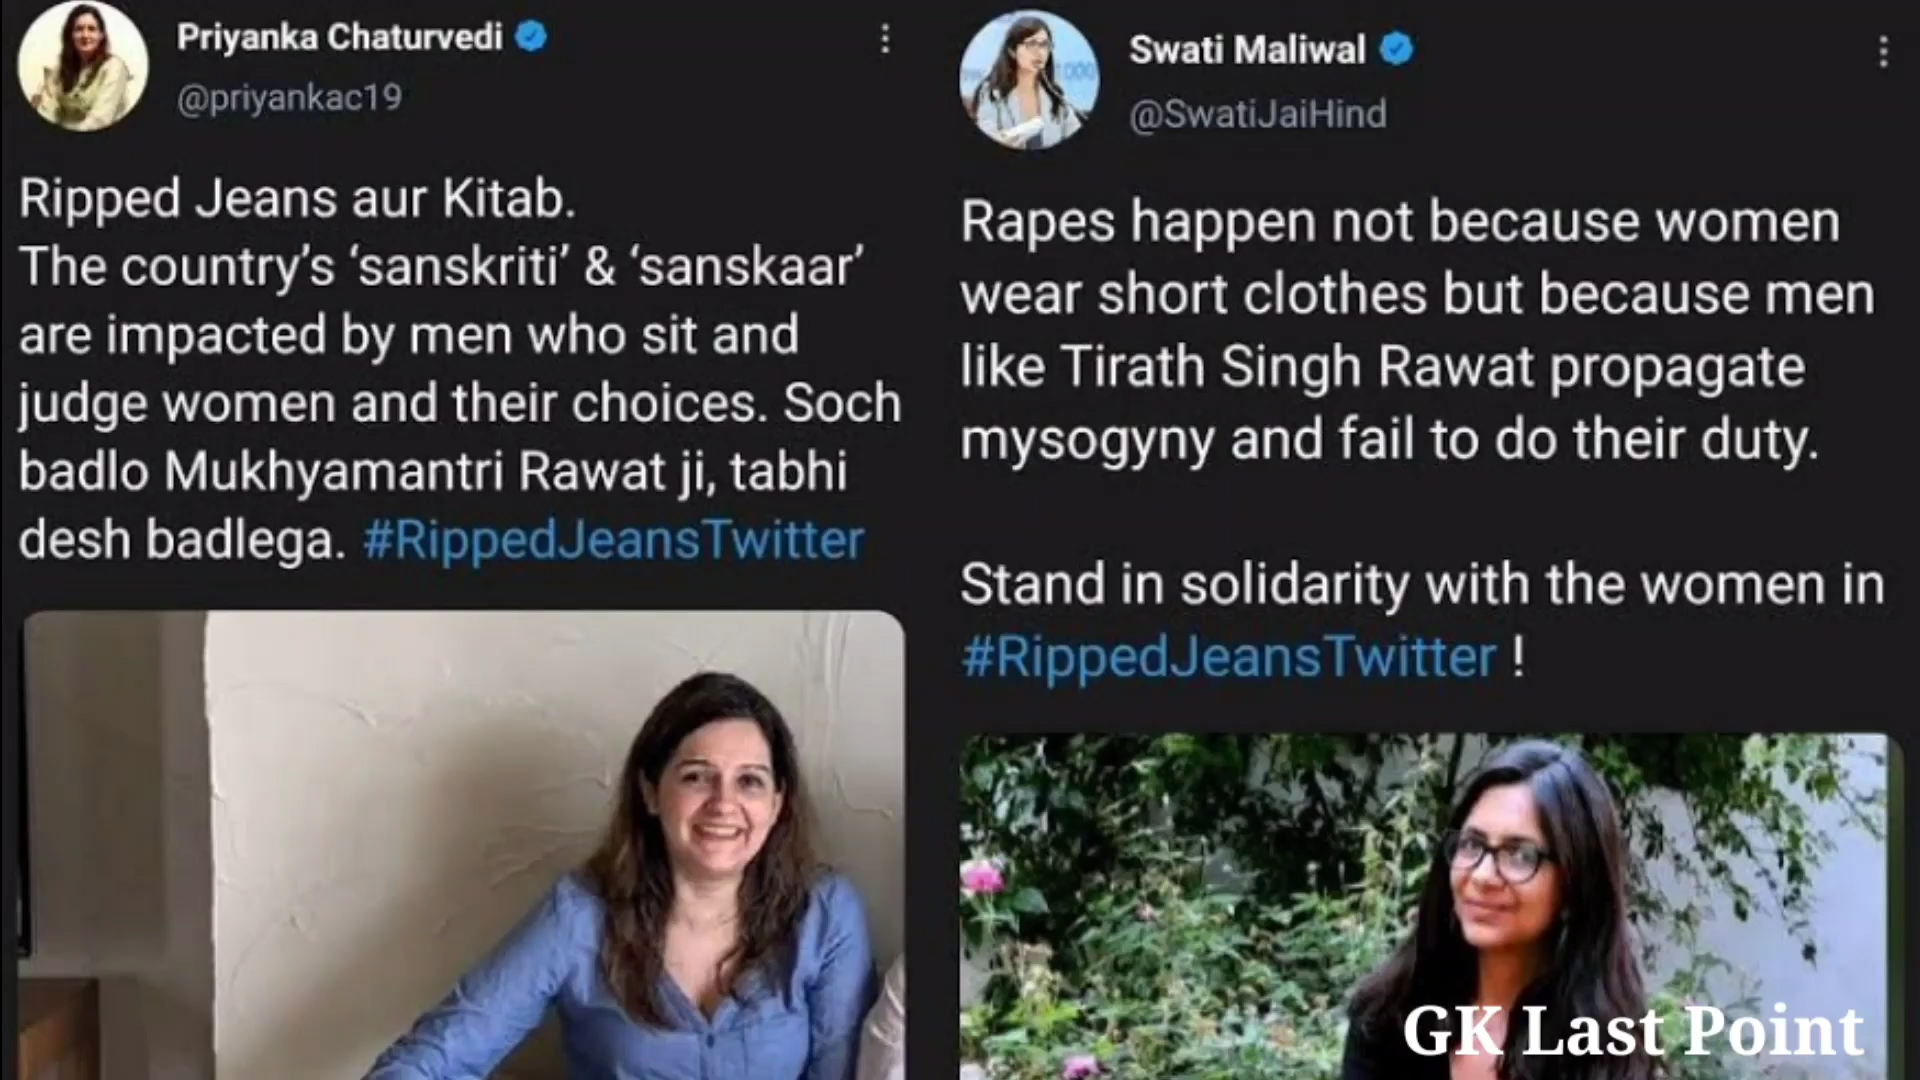 Priyanka Chaturvedi
@priyankac19
Ripped Jeans aur Kitab.
The country's ‘sanskriti’ & ‘sanskaar’
are impacted by men who sit and
judge women and their choices. Soch
badlo Mukhyamantri Rawat ji, tabhi
desh badlega. #RippedJeansTwitter
Swati Maliwal
@SwatiJaiHind
Rapes happen not because women
wear short clothes but because men
like Tirath Singh Rawat propagate
mysogyny and fail to do their duty.
Stand in solidarity with the women in
#RippedJeansTwitter !
GK Last Point